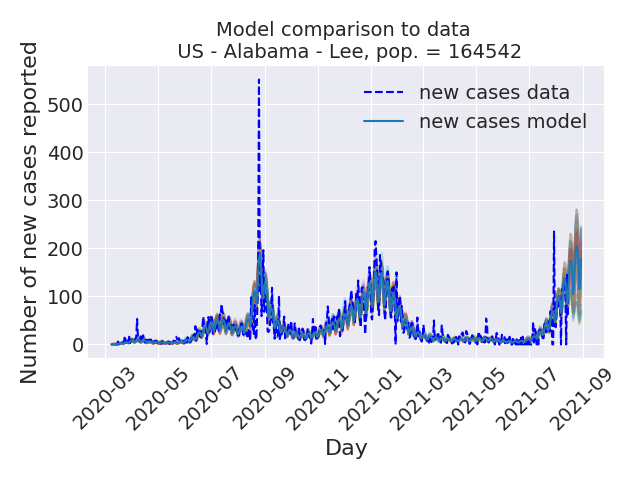 Model comparison to data
US - Alabama - Lee, pop. = 164542
Number of new cases reported
500
400
300
200
100
0
new cases data
new cases model
2020-03
2020-05
2020-07
2020-09
2020-11
2021-01
2021-03
2021-05
2021-07
2021-09
Day